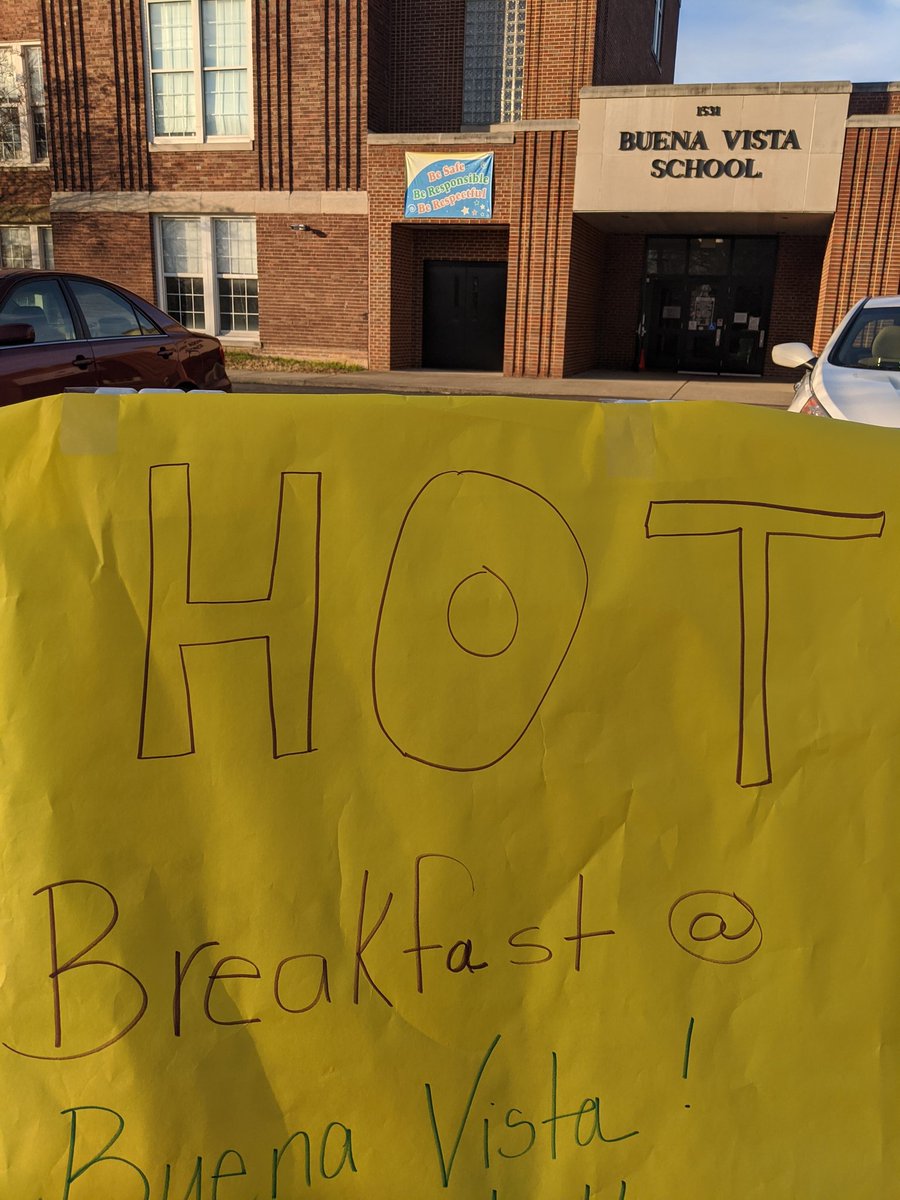 1531
BUENA VISTA
SCHOOL
Be Safe
Be Responsible
Be Respectful
HOT
Breakfast @
Buena Vista!